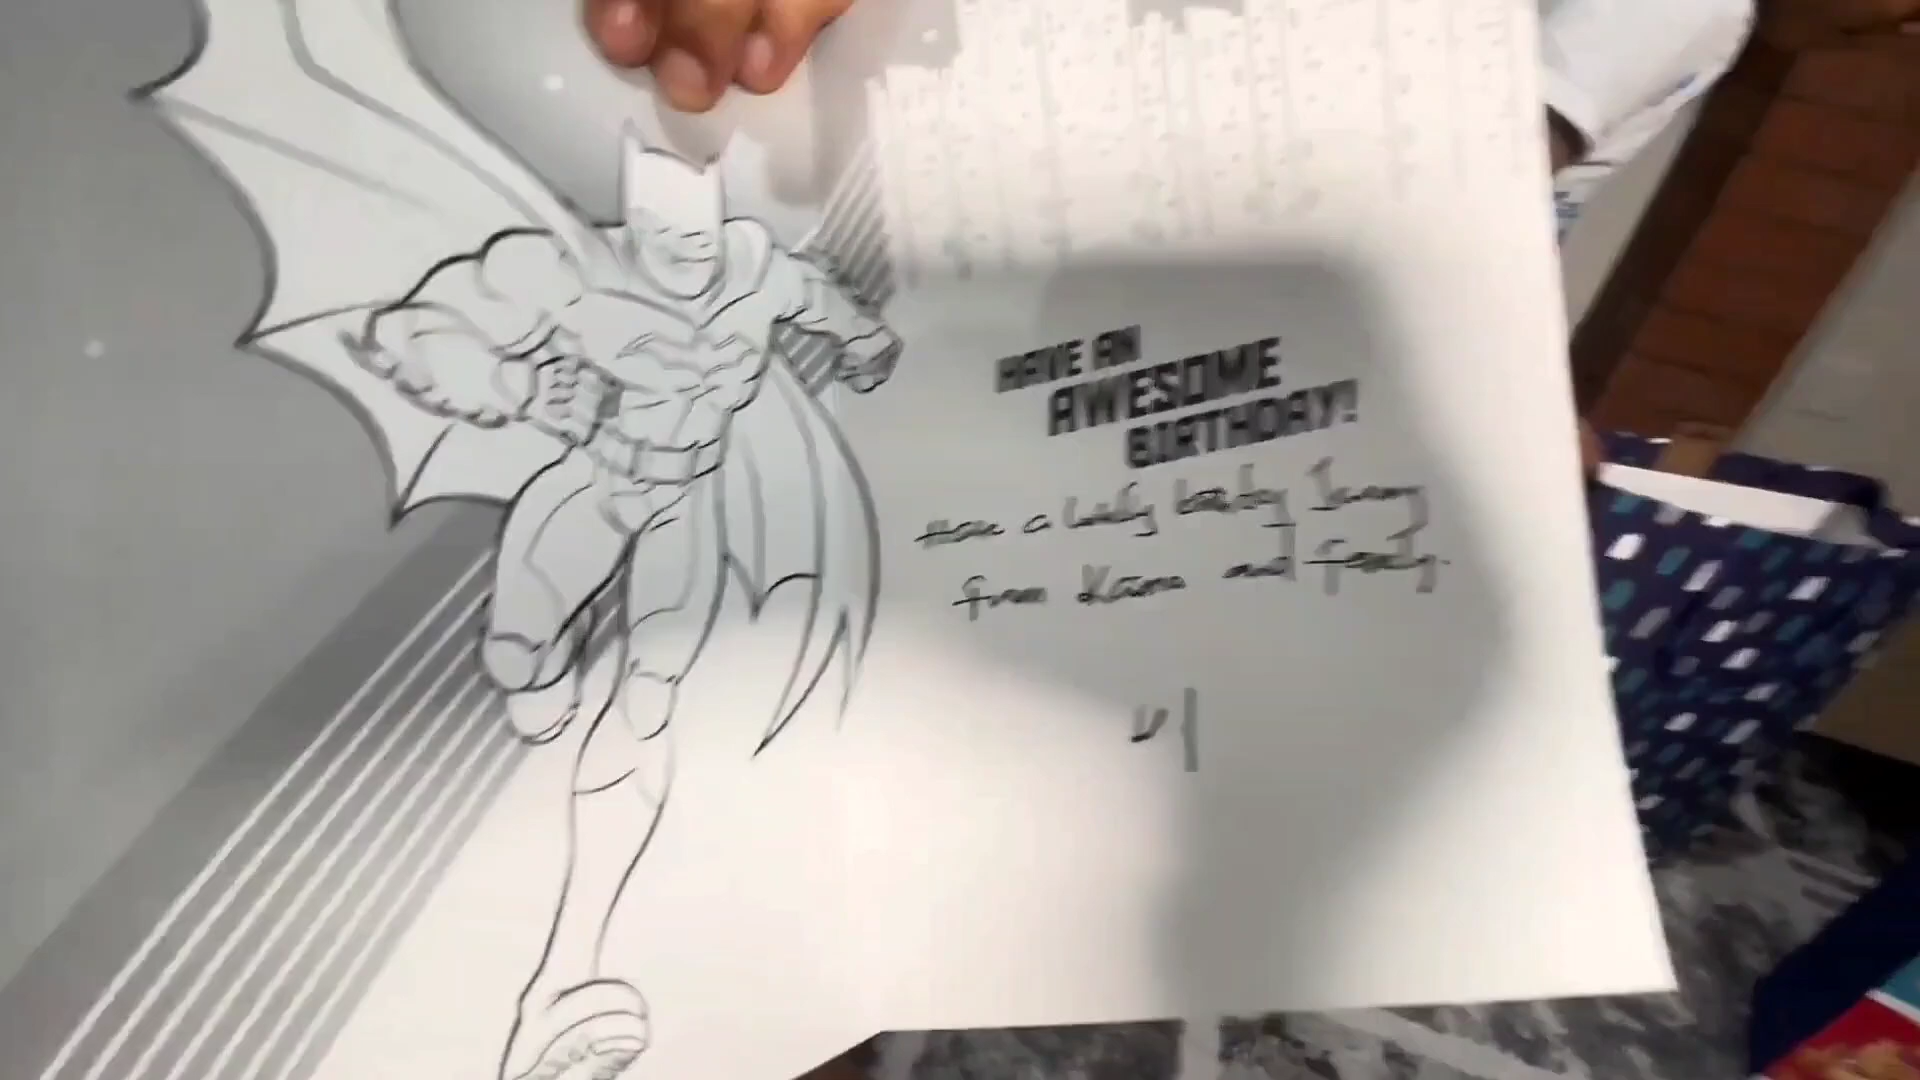 HAVE AN
AWESOME
BIRTHDAY!
Have a lovely birthday
from and family.